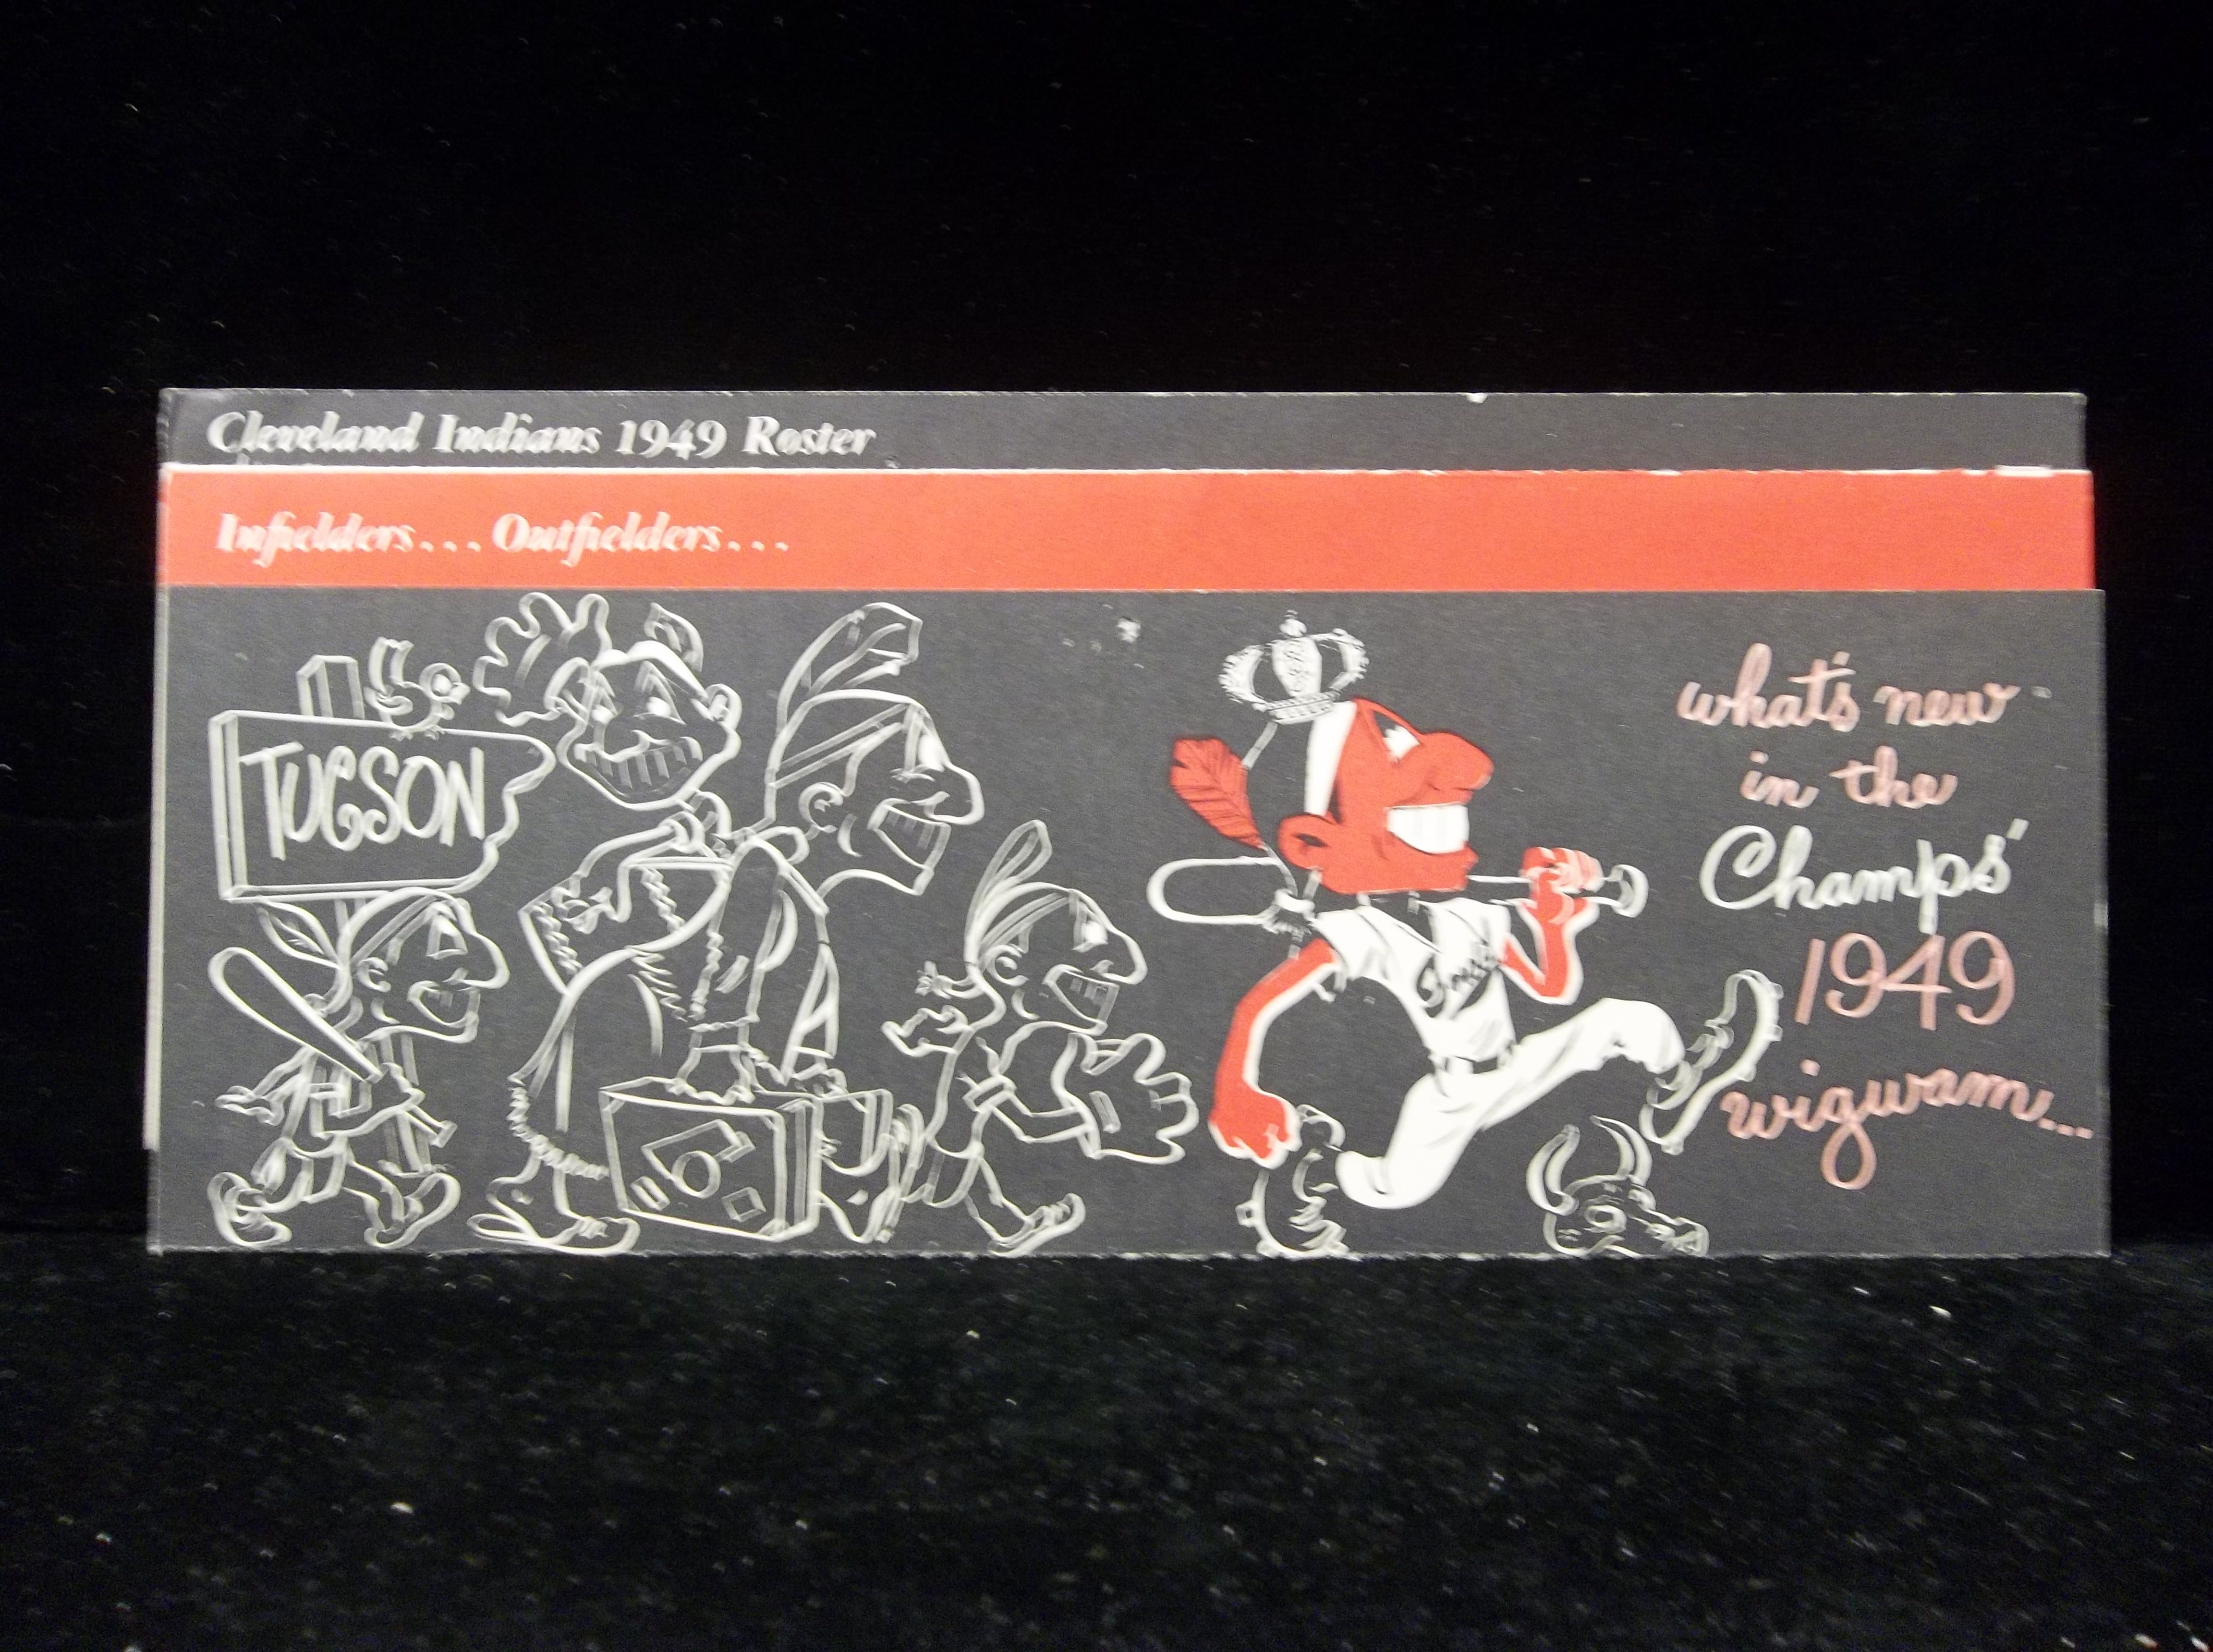 Cleveland Indians 1949 Roster
Infielders... Outfielders...
TUCSON
what's new
in the
Champs'
1949
wigwam...